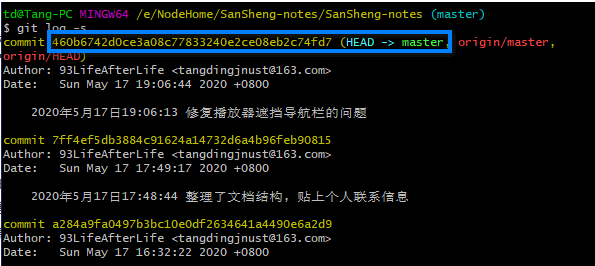 td@Tang-PC MINGW64 /e/NodeHome/SanSheng-notes/SanSheng-notes (master)
$ git log -s
commit 460b6742d0ce3a08c77833240e2ce08eb2c74fd7 (HEAD -> master, origin/master,
origin/HEAD)
Author: 93LifeAfterLife <tangdingjnust@163.com>
Date:   Sun May 17 19:06:44 2020 +0800
2020年5月17日19:06:13 修复播放器遮挡导航栏的问题
commit 7ff4ef5db3884c91624a14732d6a4b96feb90815
Author: 93LifeAfterLife <tangdingjnust@163.com>
Date:   Sun May 17 17:49:17 2020 +0800
2020年5月17日17:48:44 整理了文档结构，贴上个人联系信息
commit a284a9fa0497b3bc10e0df2634641a4490e6a2d9
Author: 93LifeAfterLife <tangdingjnust@163.com>
Date:   Sun May 17 16:32:22 2020 +0800